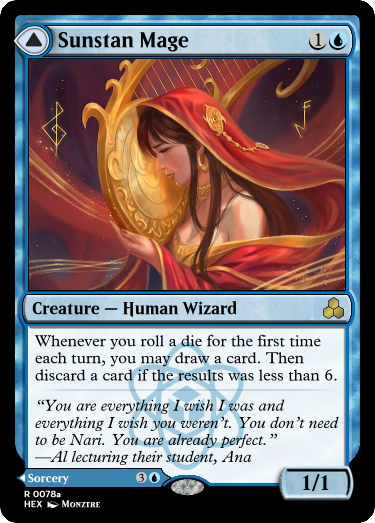 Sunstan Mage 1
Creature — Human Wizard
Whenever you roll a die for the first time
each turn, you may draw a card. Then
discard a card if the results was less than 6.
“You are everything I wish I was and
everything I wish you weren't. You don't need
to be Nari. You are already perfect.”
—Al lecturing their student, Ana
Sorcery 3
1/1
R 0078a
HEX Monztre